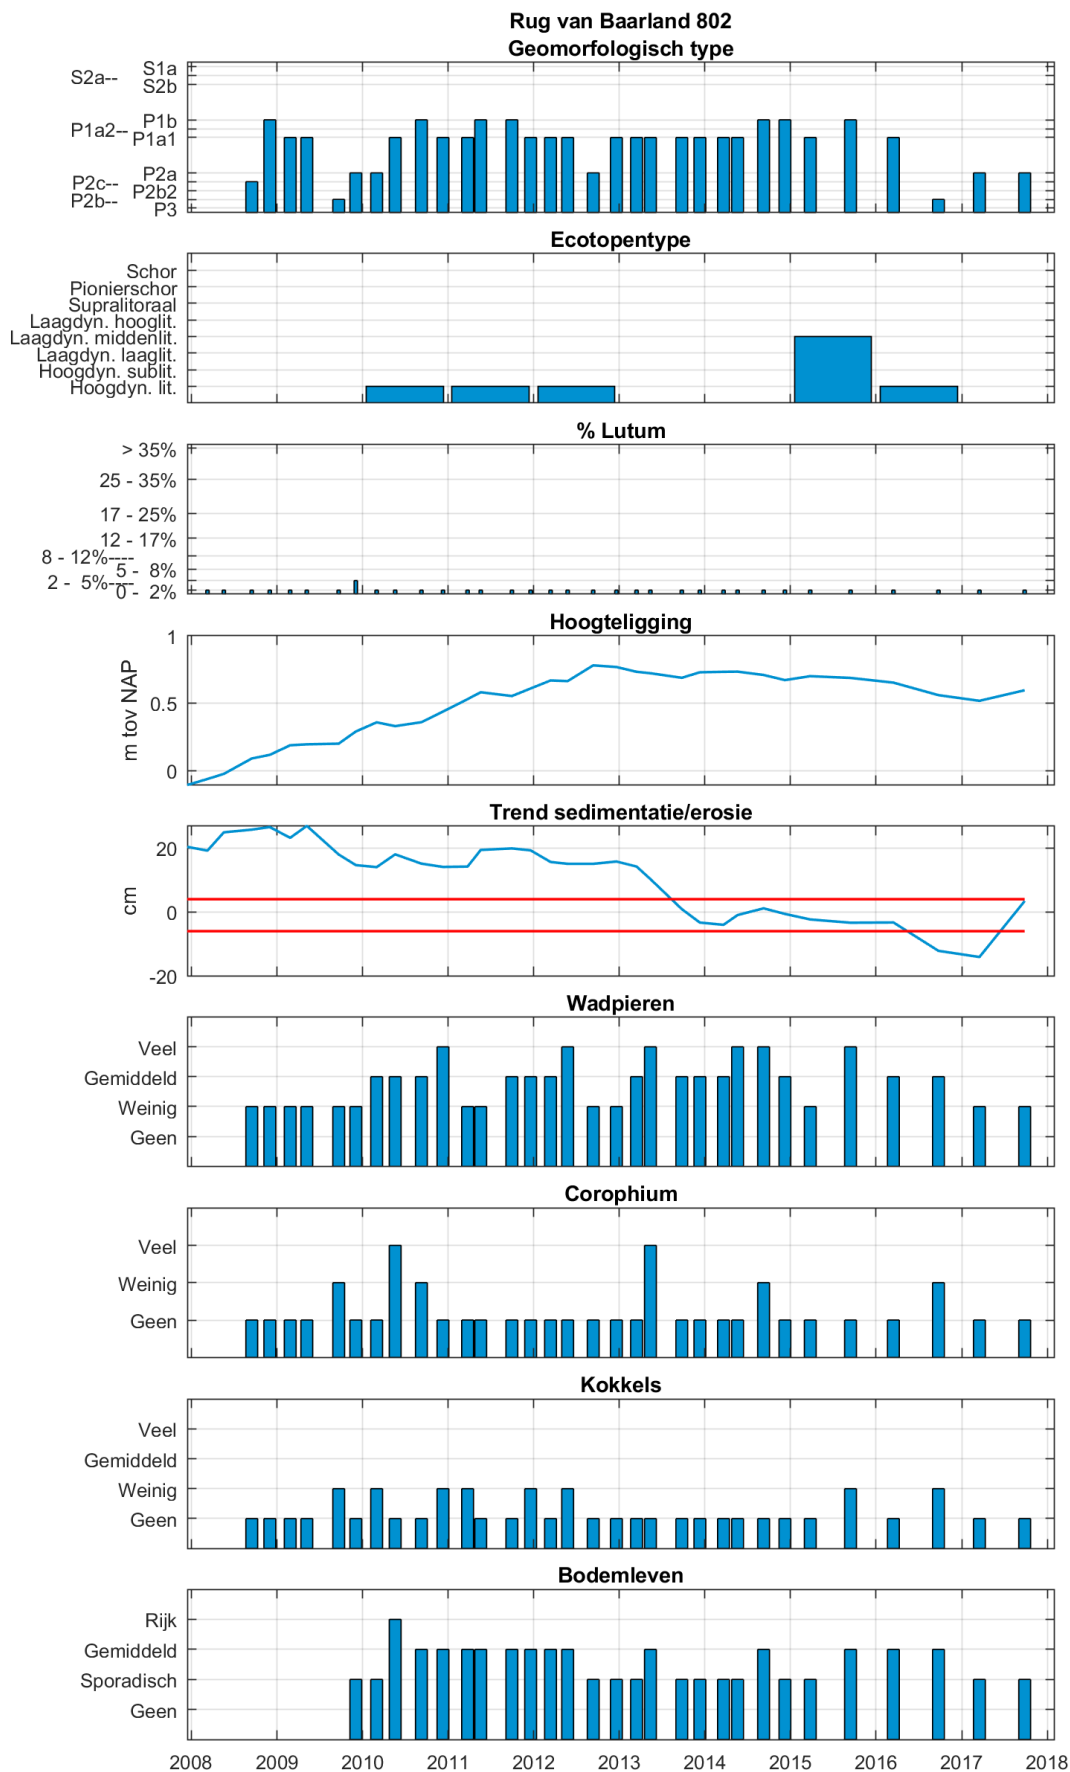 Rug van Baarland 802
Geomorfologisch type
S1a
S2a--
S2b
P1b
P1a2--
P1a1
P2a
P2c--
P2b2
P2b--
P3
Ecotopentype
Schor
Pionierschor
Supralitoraal
Laagdyn. hooglit.
Laagdyn. middenlit.
Laagdyn. laaglit.
Hoogdyn. sublit.
Hoogdyn. lit.
% Lutum
> 35%
25 - 35%
17 - 25%
12 - 17%
8 - 12%----
5 - 8%
2 - 5%----
0 - 2%
Hoogteligging
1
0.5
0
m tov NAP
Trend sedimentatie/erosie
20
0
-20
cm
Wadpieren
Veel
Gemiddeld
Weinig
Geen
Corophium
Veel
Weinig
Geen
Kokkels
Veel
Gemiddeld
Weinig
Geen
Bodemleven
Rijk
Gemiddeld
Sporadisch
Geen
2008 2009 2010 2011 2012 2013 2014 2015 2016 2017 2018